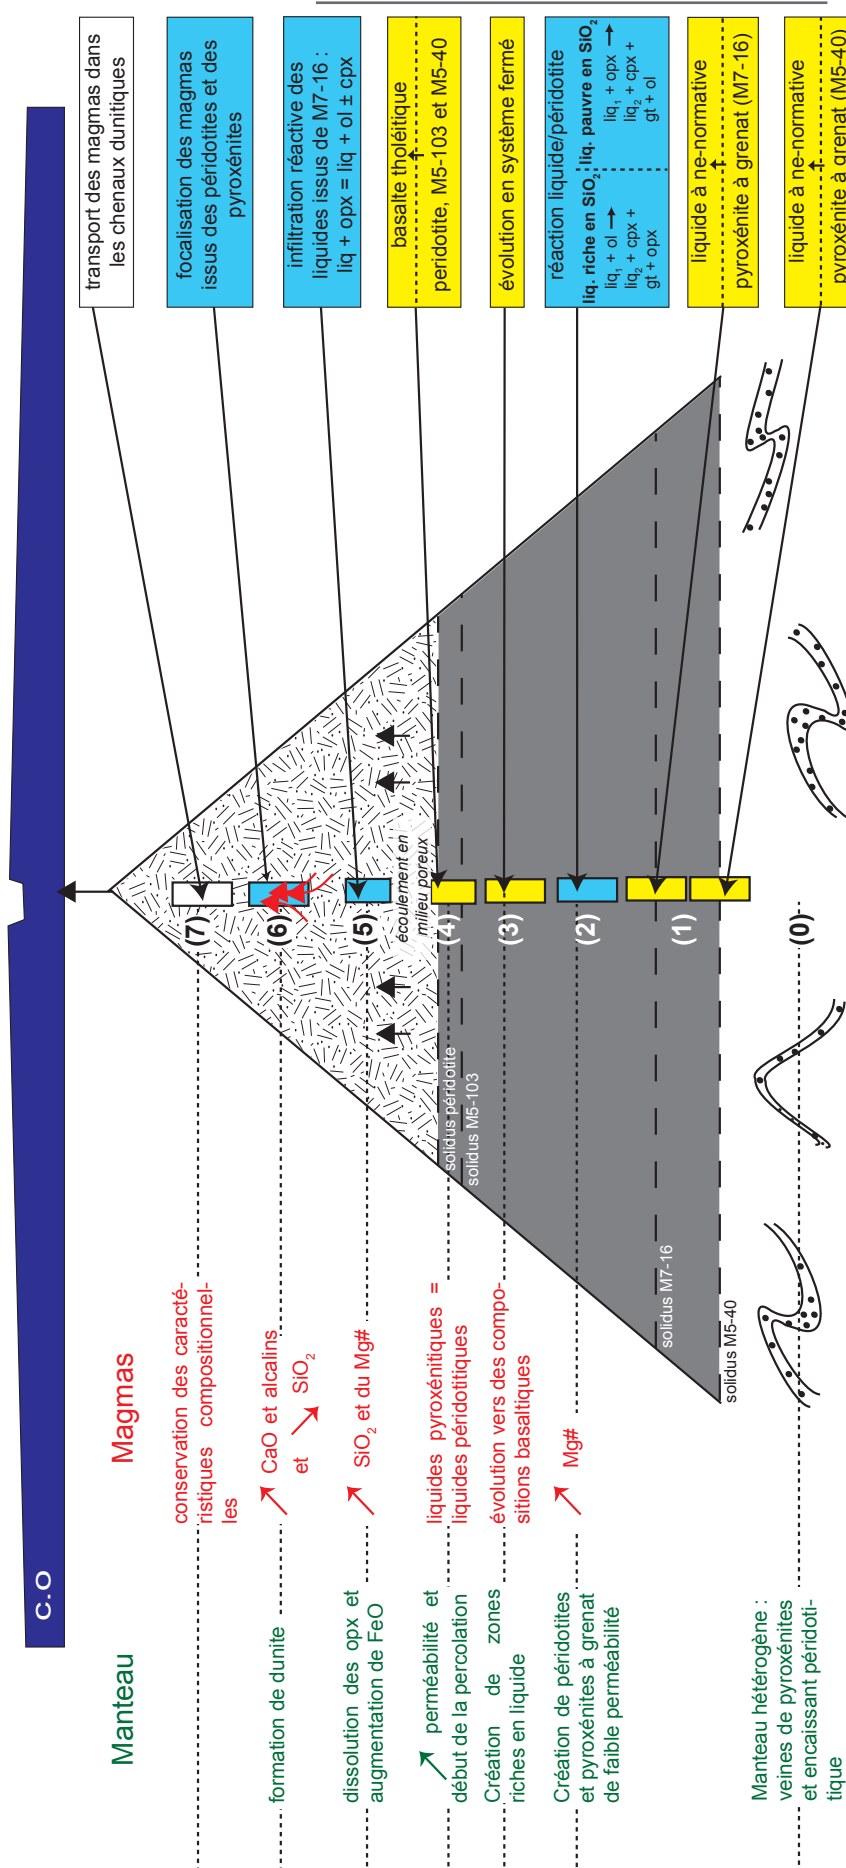 C.O
Manteau
Magmas
conservation des caracté-
ristiques compositionnel-
les
transport des magmas dans
les chenaux dunitiques
(7)
formation de dunite
CaO et alcalins
et SiO₂
focalisation des magmas
issus des péridotites et des
pyroxénites
(6)
dissolution des opx et
augmentation de FeO
SiO₂ et du Mg#
infiltration réactive des
liquides issus de M7-16 :
liq + opx = liq + ol ± cpx
(5)
écoulement en
milieu poreux
perméabilité et
début de la percolation
liquides pyroxénitiques =
liquides péridotitiques
solidus péridotite
solidus M5-103
(4)
basalte tholéitique
peridotite, M5-103 et M5-40
Création de zones
riches en liquide
évolution vers des compo-
sitions basaltiques
(3)
évolution en système fermé
Création de péridotites
et pyroxénites à grenat
de faible perméabilité
Mg#
(2)
réaction liquide/péridotite
liq. riche en SiO₂
liq₁ + ol →
liq₂ + cpx +
gt + opx
liq. pauvre en SiO₂
liq₁ + opx →
liq₂ + cpx +
gt + ol
solidus M7-16
(1)
liquide à ne-normative
pyroxénite à grenat (M7-16)
solidus M5-40
liquide à ne-normative
pyroxénite à grenat (M5-40)
Manteau hétérogène :
veines de pyroxénites
et encaissant péridoti-
tique
(0)